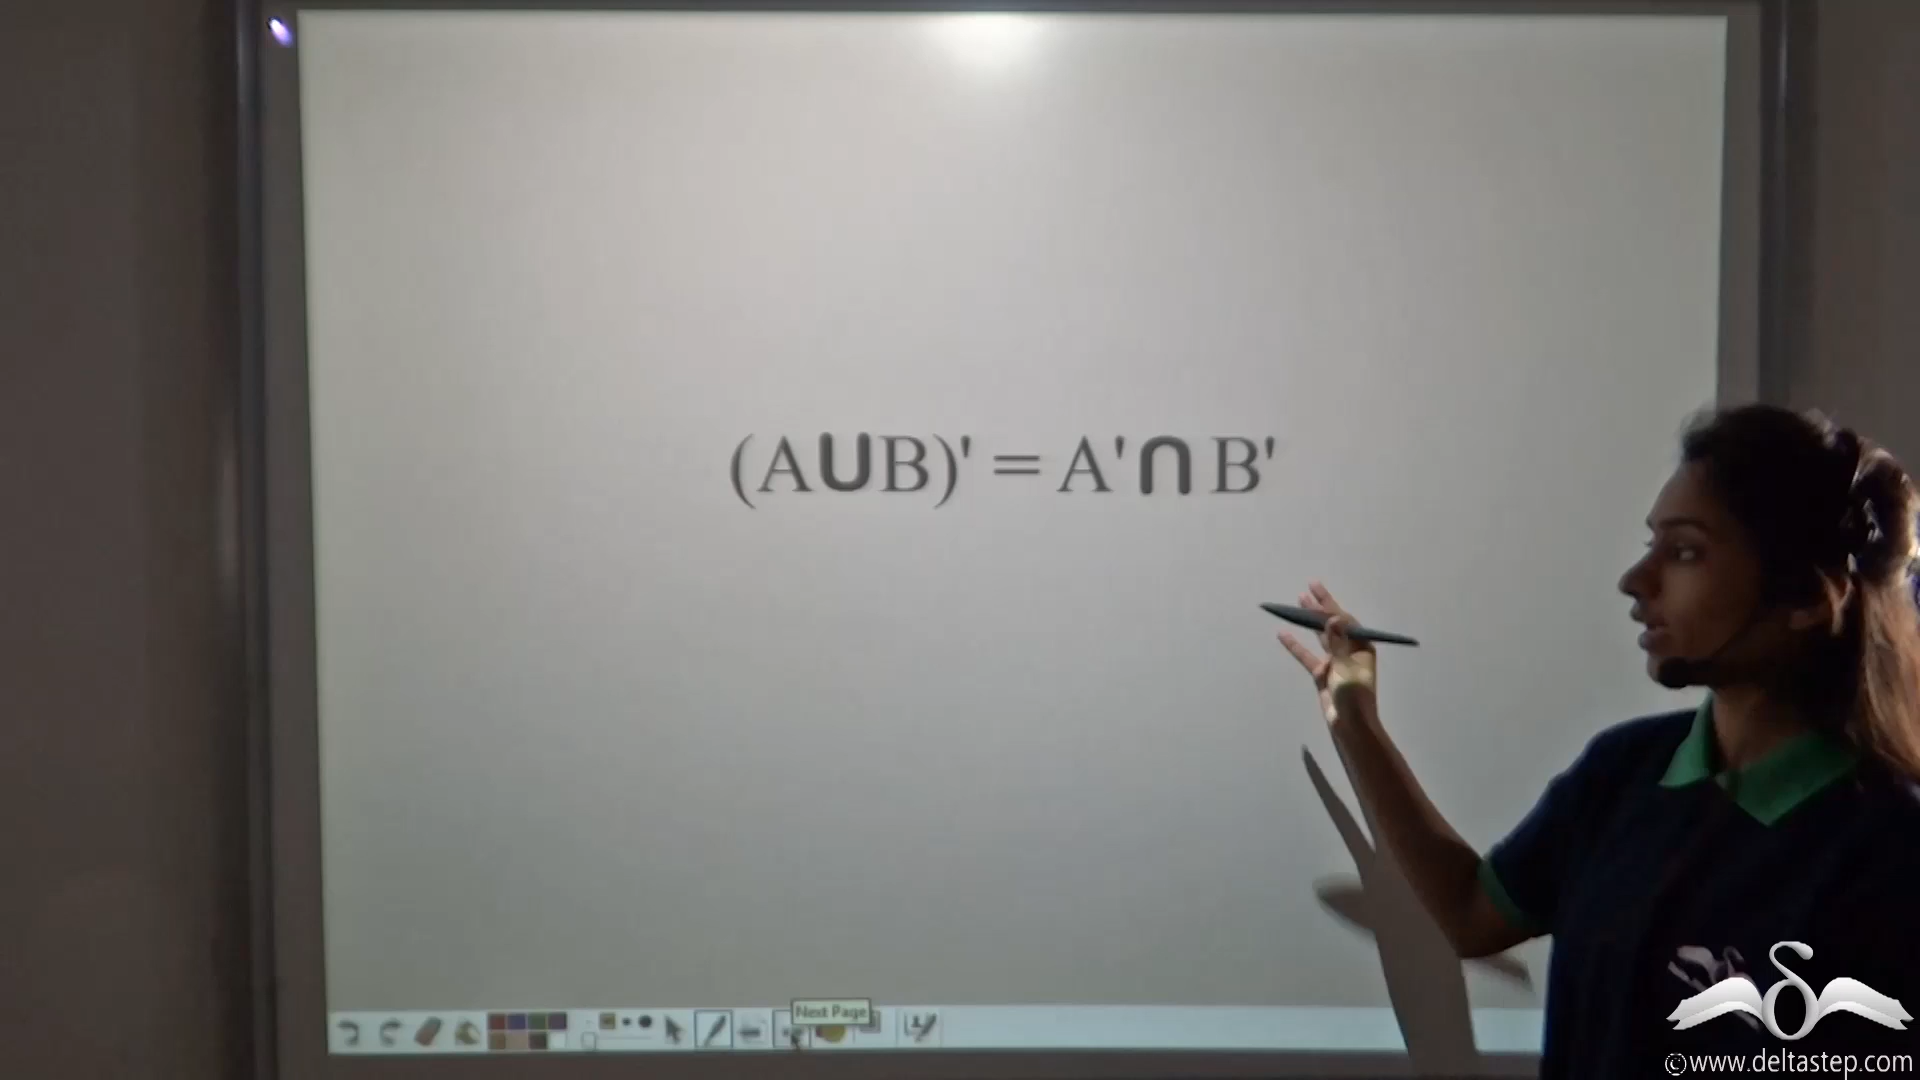 (A∪B)' = A'∩ B'
Next Page
©www.deltastep.com